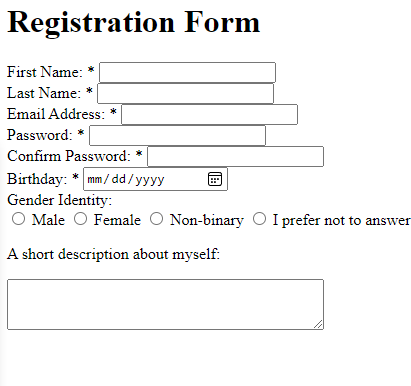 Registration Form
First Name: *
Last Name: *
Email Address: *
Password: *
Confirm Password: *
Birthday: * mm/dd/yyyy
Gender Identity:
Male Female Non-binary I prefer not to answer
A short description about myself: